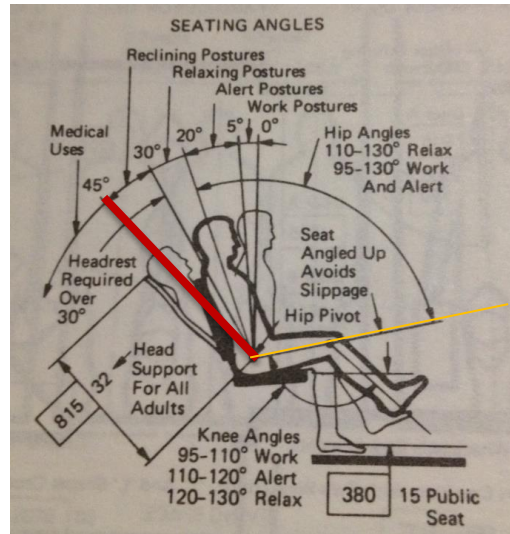 SEATING ANGLES
Reclining Postures
Relaxing Postures
Alert Postures
Work Postures
Medical
Uses
45°
30°
20°
5°
0°
Hip Angles
110-130° Relax
95-130° Work
And Alert
Headrest
Required
Over
30°
Seat
Angled Up
Avoids
Slippage
Hip Pivot
Head
Support
For All
Adults
815
32
Knee Angles
95-110° Work
110-120° Alert
120-130° Relax
380
15 Public
Seat